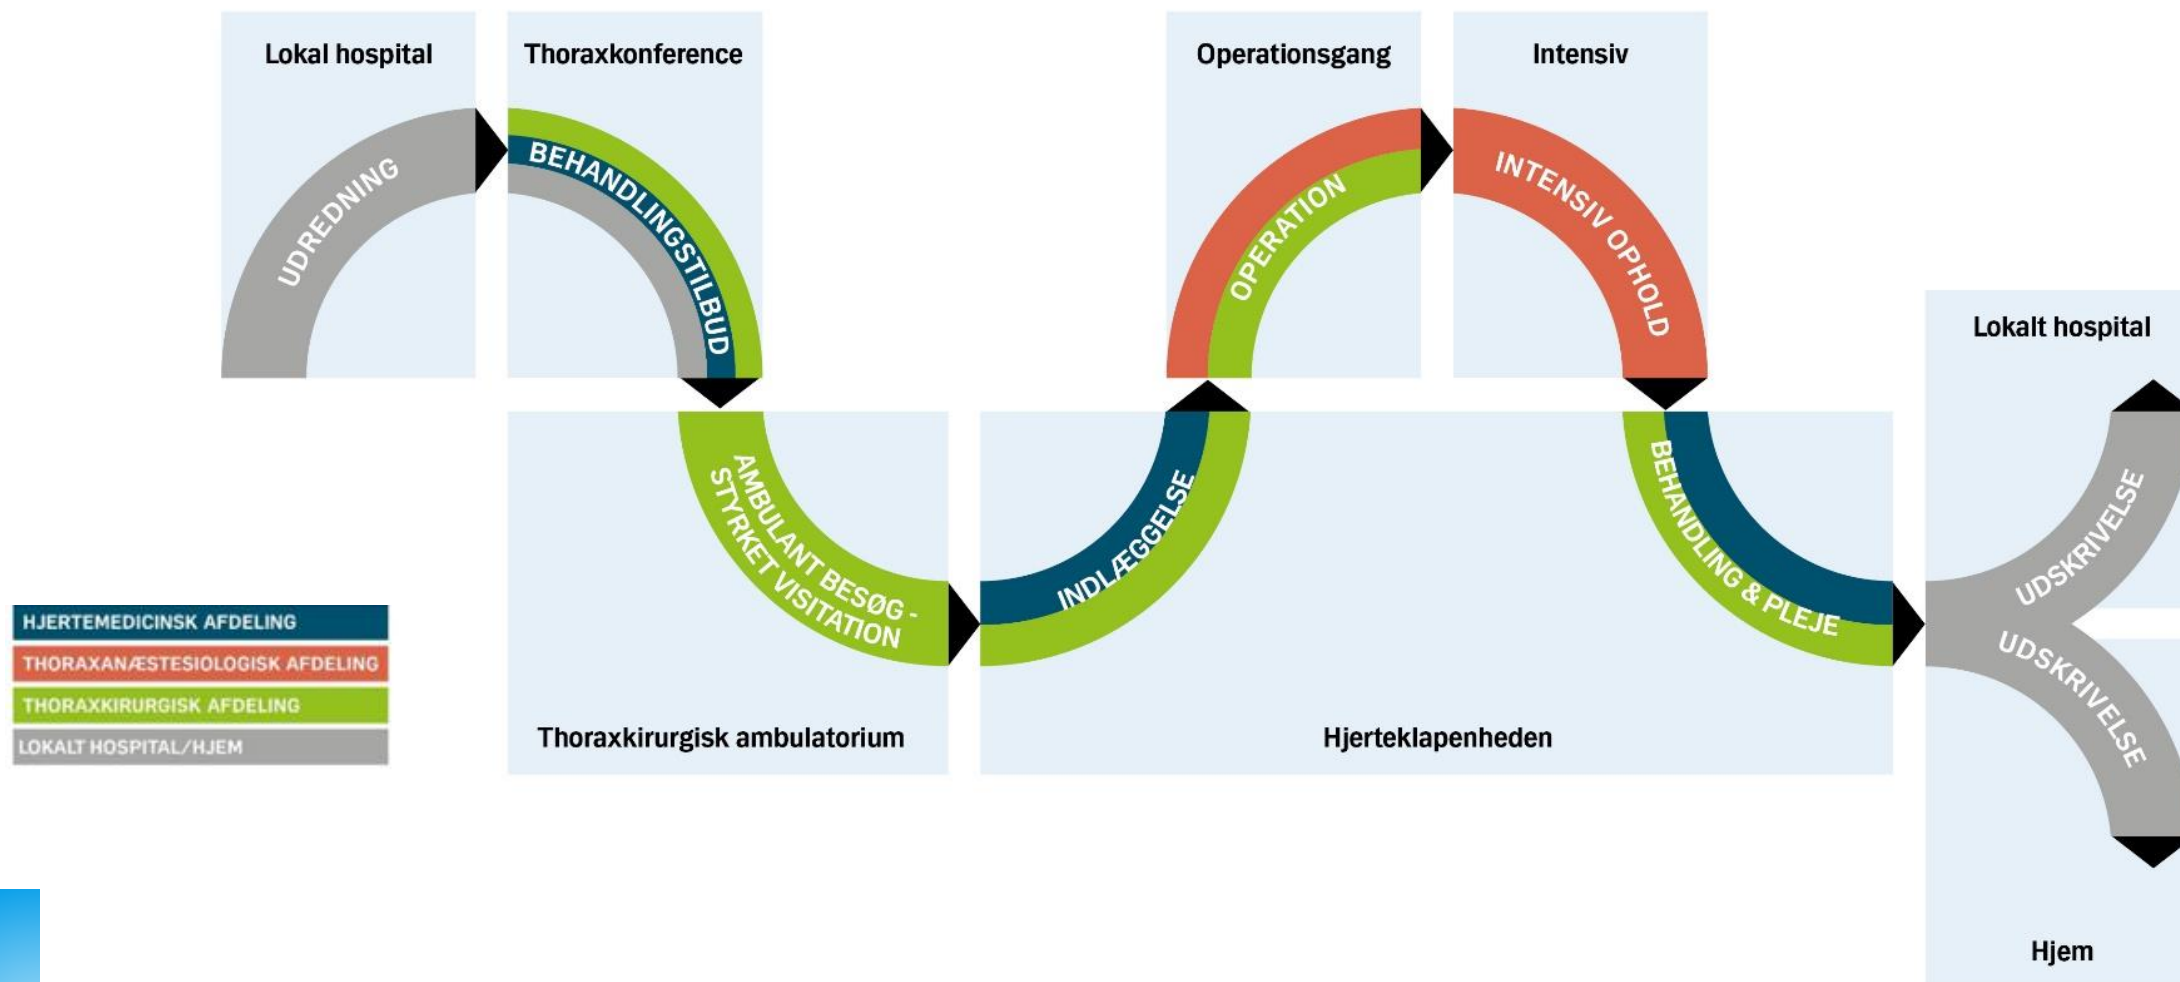 Lokal hospital
Thoraxkonference
Operationsgang
Intensiv
UDREDNING
BEHANDLINGSTILBUD
OPERATION
INTENSIV OPHOLD
Lokalt hospital
AMBULANT BESØG -
STYRKET VISITATION
INDLÆGGELSE
BEHANDLING & PLEJE
UDSKRIVELSE
UDSKRIVELSE
HJERTEMEDICINSK AFDELING
THORAXANÆSTESIOLOGISK AFDELING
THORAXKIRURGISK AFDELING
LOKALT HOSPITAL/HJEM
Thoraxkirurgisk ambulatorium
Hjerteklapenheden
Hjem